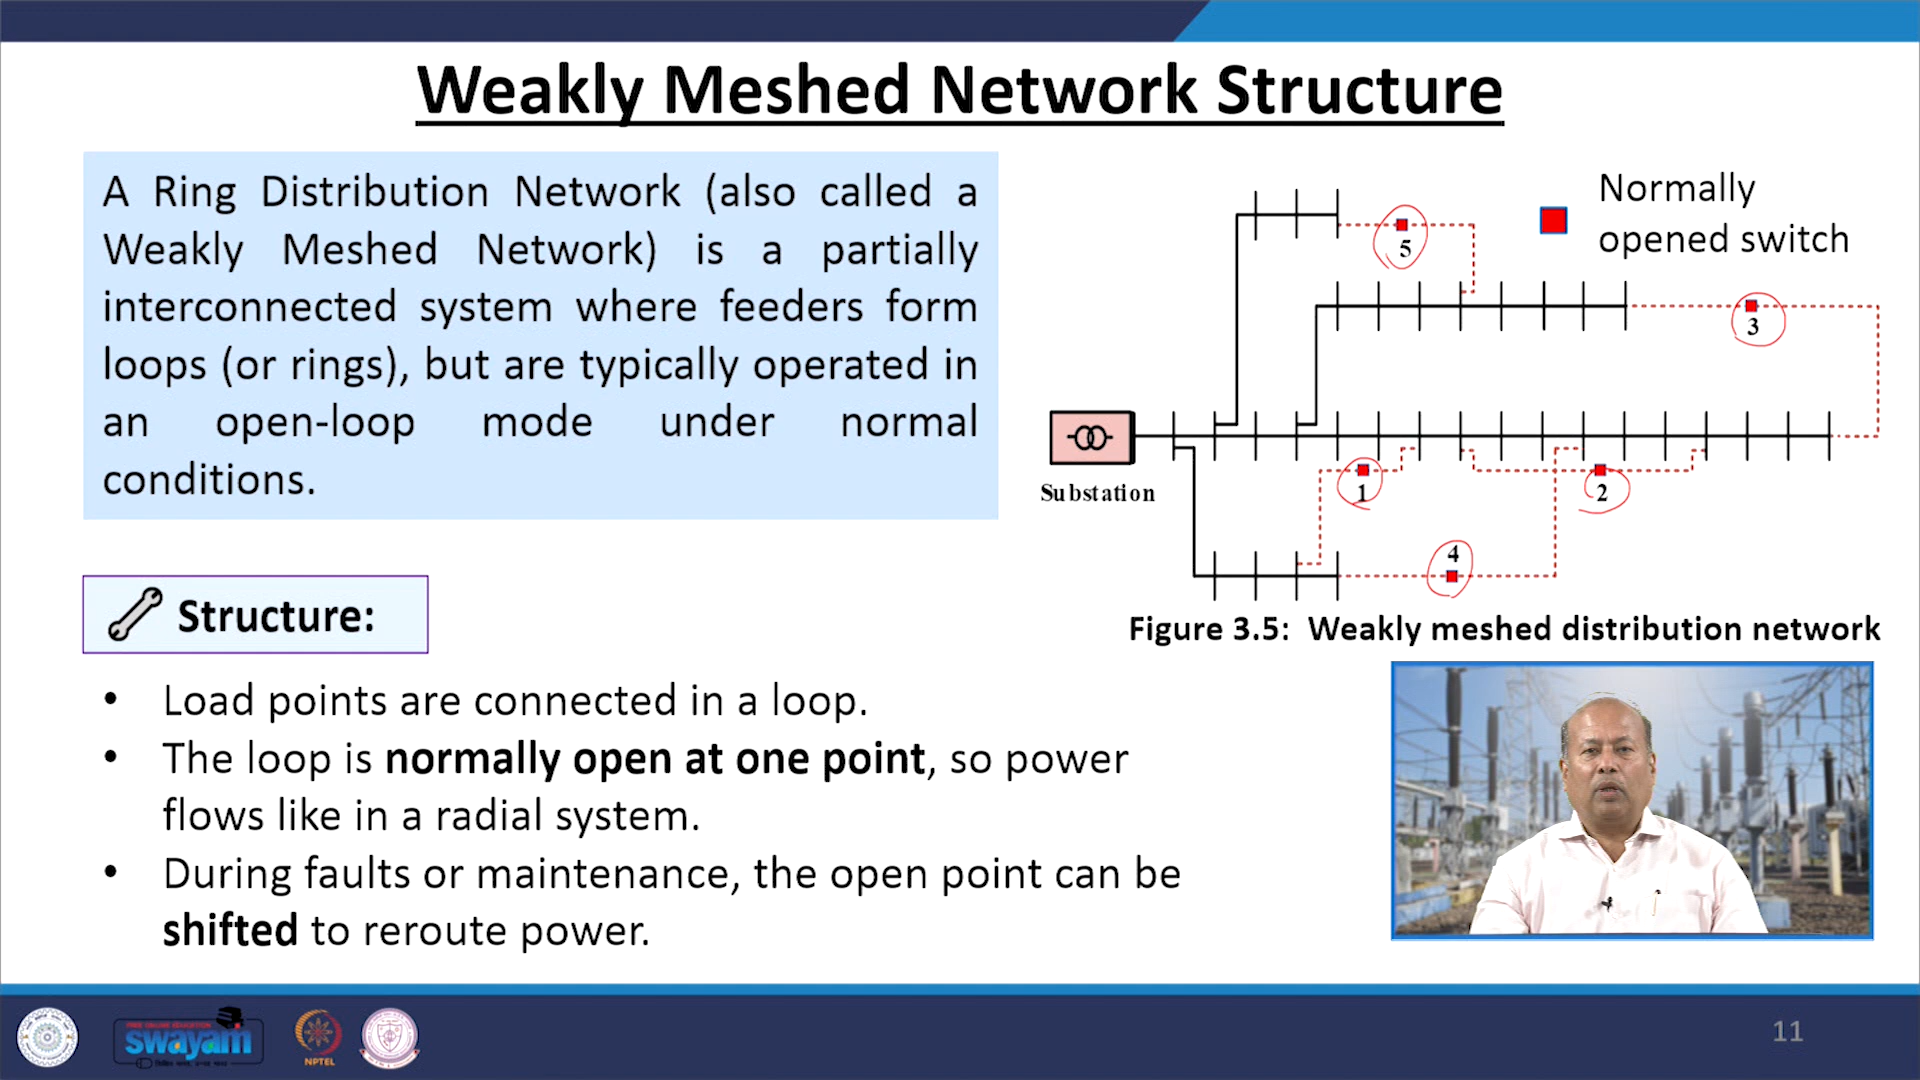 Weakly Meshed Network Structure
A Ring Distribution Network (also called a
Weakly Meshed Network) is a partially
interconnected system where feeders form
loops (or rings), but are typically operated in
an open-loop mode under normal
conditions.
Normally
opened switch
5
3
1
2
4
Substation
Figure 3.5: Weakly meshed distribution network
Structure:
• Load points are connected in a loop.
• The loop is normally open at one point, so power
flows like in a radial system.
• During faults or maintenance, the open point can be
shifted to reroute power.
FREE ONLINE EDUCATION
swayam
NPTEL
11